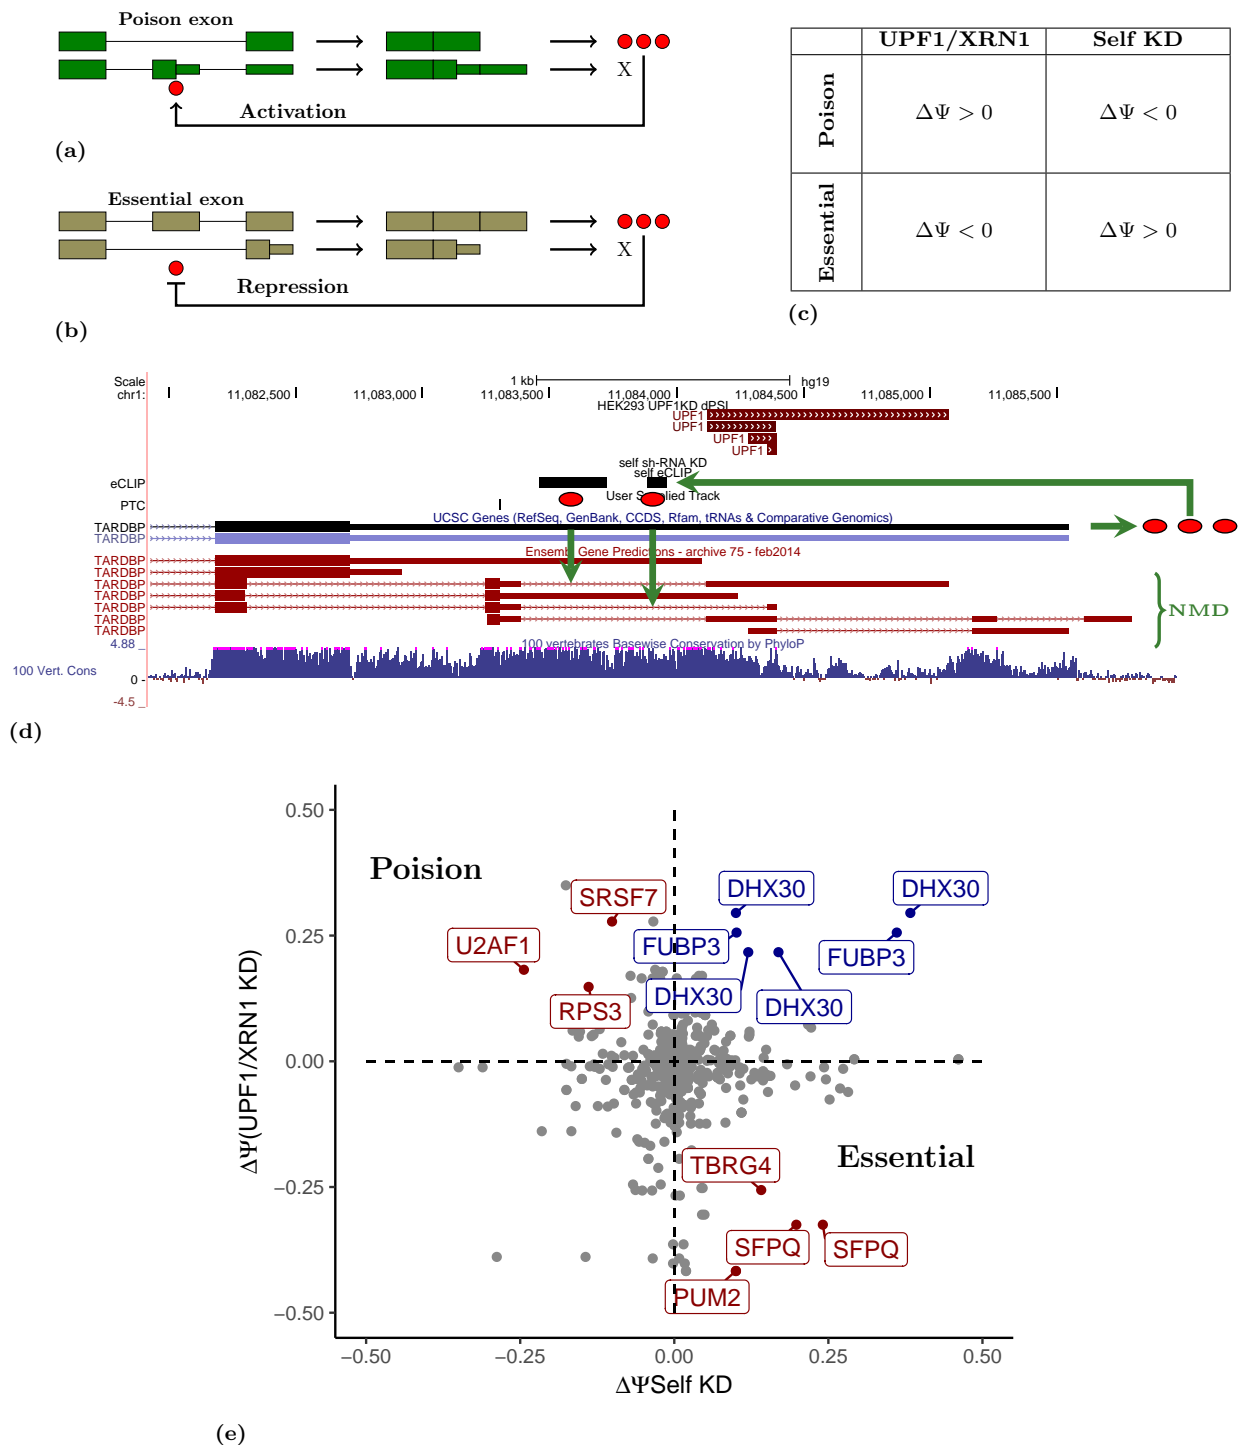 Poison exon
X
Activation
(a)
Essential exon
X
Repression
(b)
UPF1/XRN1 Self KD
Poison ΔΨ > 0 ΔΨ < 0
Essential ΔΨ < 0 ΔΨ > 0
(c)
Scale 1 kb hg19
chr1: 11,082,500 11,083,000 11,083,500 11,084,000 11,084,500 11,085,000 11,085,500
HEK293 UPF1KD dPSI
UPF1
UPF1
UPF1
UPF1
self sh-RNA KD
self eCLIP
eCLIP
User Supplied Track
PTC
UCSC Genes (RefSeq, GenBank, CCDS, Rfam, tRNAs & Comparative Genomics)
TARDBP
TARDBP
Ensembl Gene Predictions - archive 75 - feb2014
TARDBP
TARDBP
TARDBP
TARDBP
TARDBP
TARDBP
TARDBP
NMD
100 vertebrates Basewise Conservation by PhyloP
4.88 _
100 Vert. Cons
0 -
-4.5 _
(d)
0.50
Poision
DHX30 DHX30
SRSF7
U2AF1 FUBP3 FUBP3
0.25
RPS3 DHX30 DHX30
0.00
Essential
TBRG4
−0.25
SFPQ SFPQ
PUM2
−0.50
ΔΨ(UPF1/XRN1 KD)
−0.50 −0.25 0.00 0.25 0.50
ΔΨSelf KD
(e)